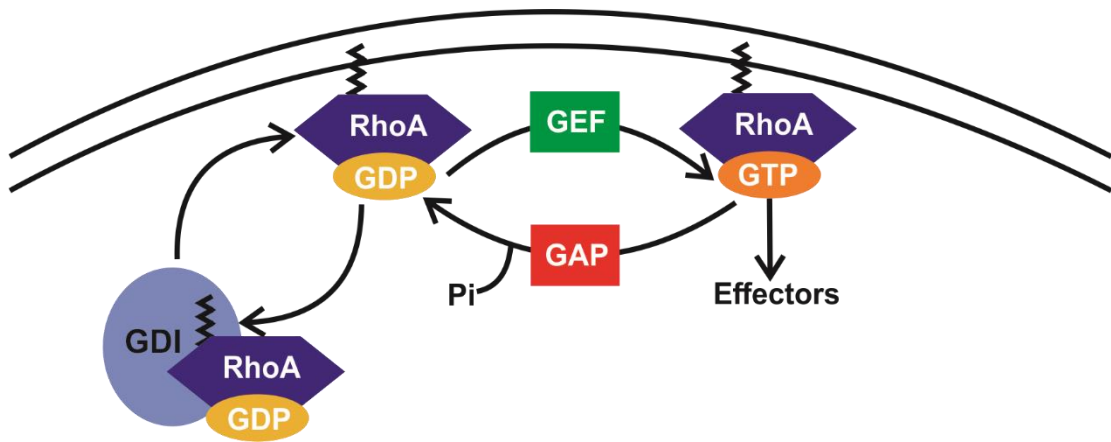 RhoA
GDP
GEF
RhoA
GTP
GAP
Pi
Effectors
GDI
RhoA
GDP